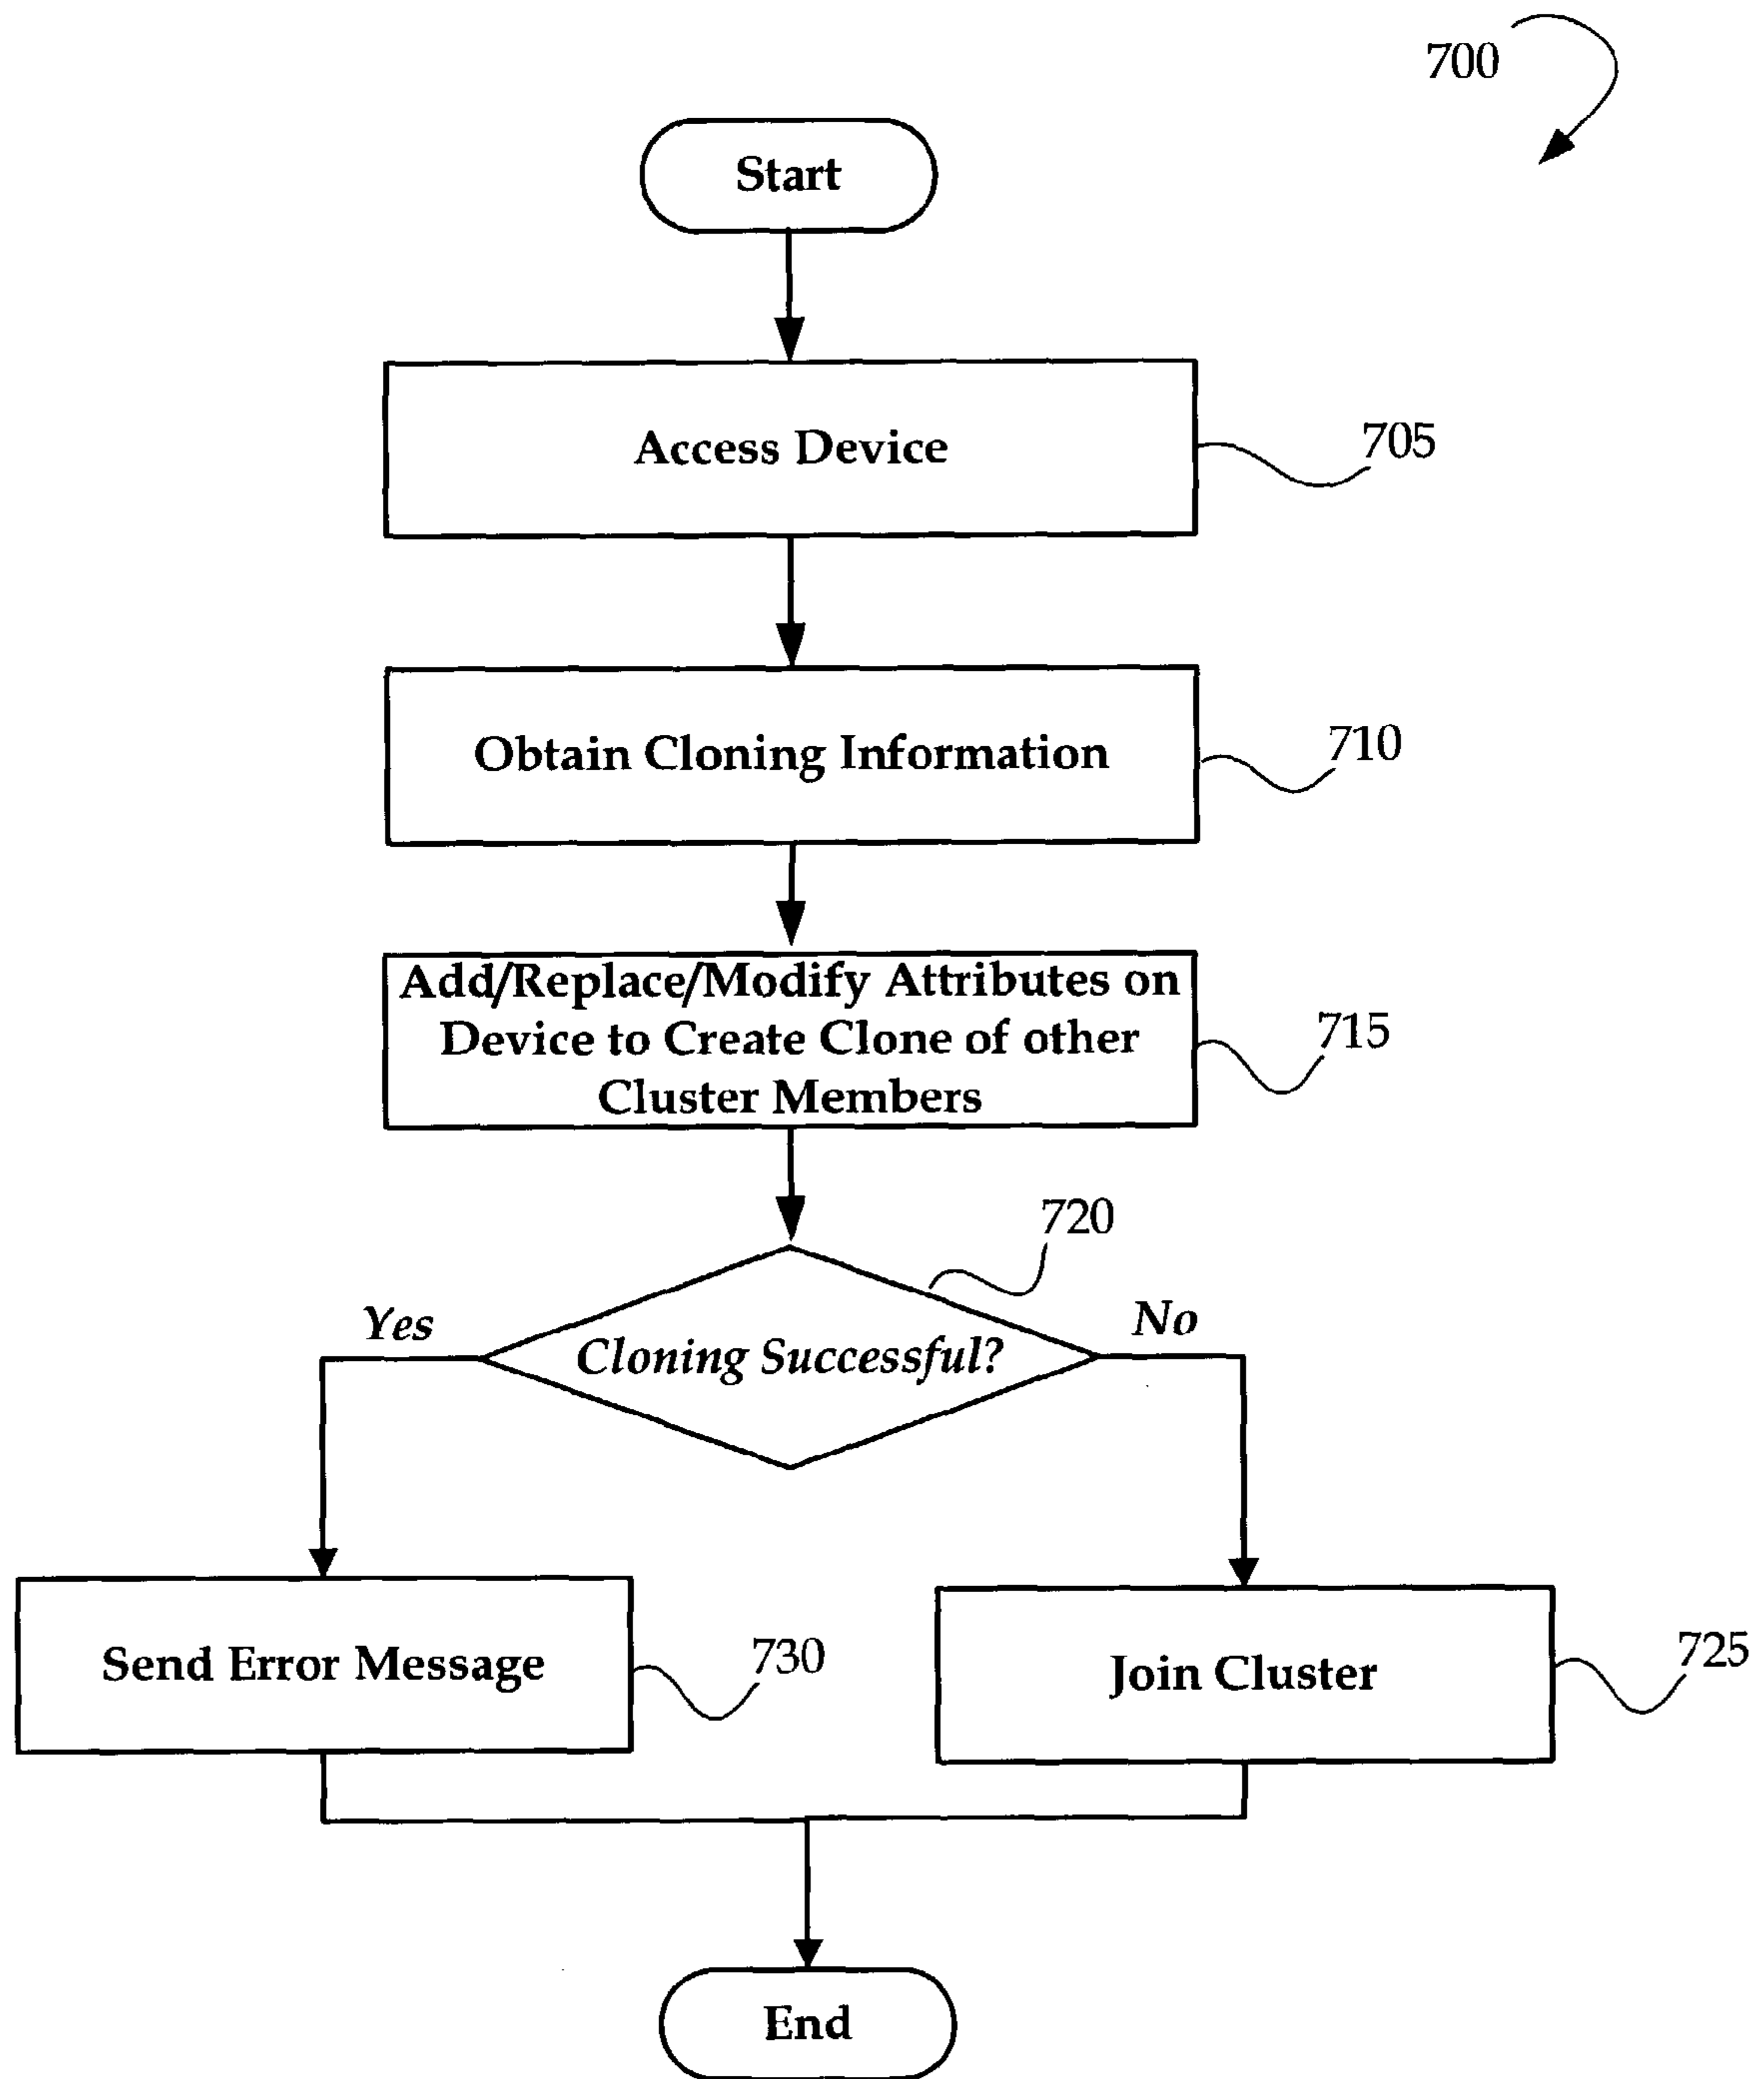 700
Start
Access Device
705
Obtain Cloning Information
710
Add/Replace/Modify Attributes on
Device to Create Clone of other
Cluster Members
715
720
Yes
No
Cloning Successful?
Send Error Message
730
Join Cluster
725
End